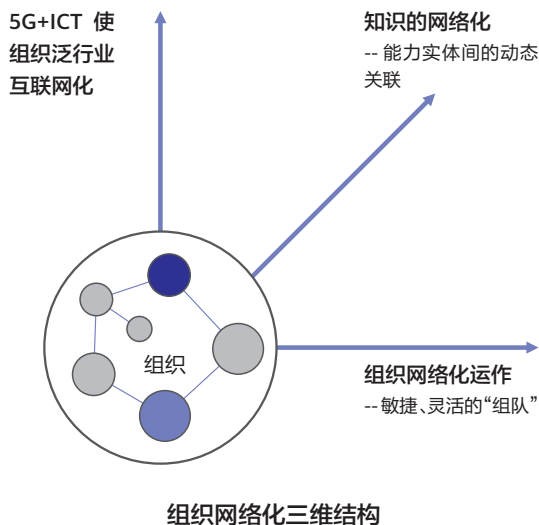 5G+ICT 使
组织泛行业
互联网化
知识的网络化
-- 能力实体间的动态
关联
组织
组织网络化运作
--敏捷、灵活的“组队”
组织网络化三维结构